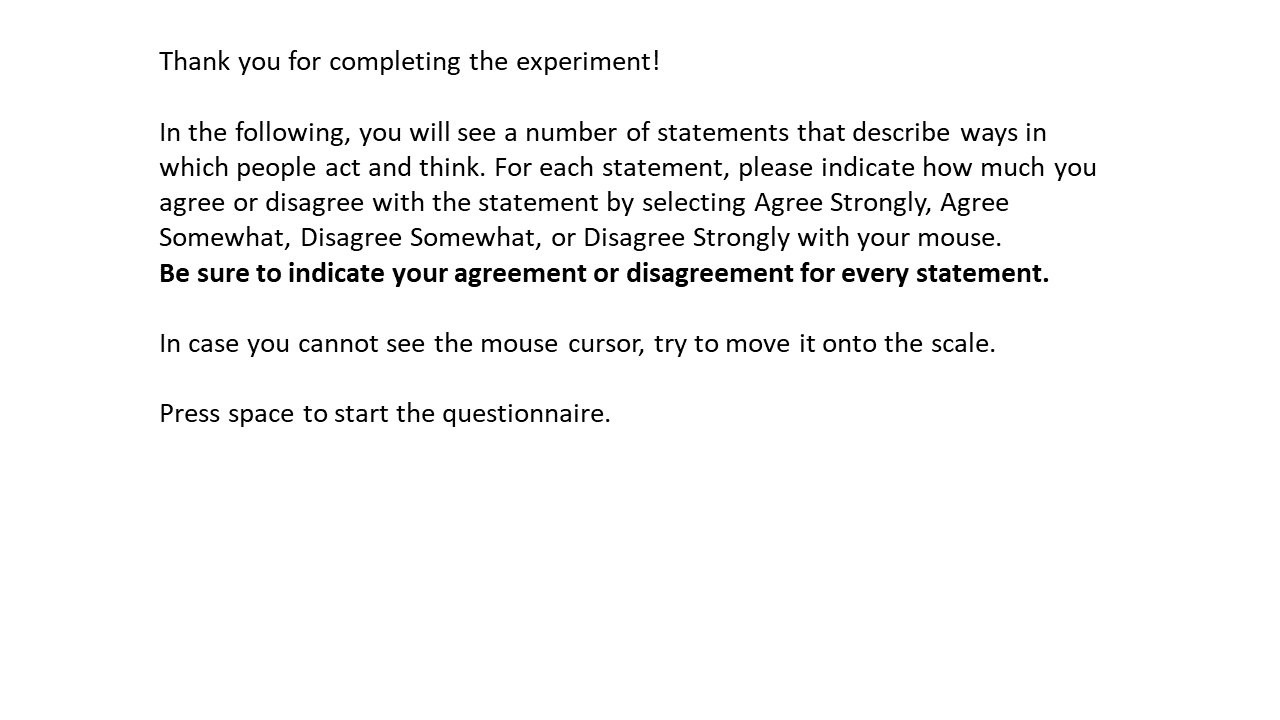 Thank you for completing the experiment!
In the following, you will see a number of statements that describe ways in
which people act and think. For each statement, please indicate how much you
agree or disagree with the statement by selecting Agree Strongly, Agree
Somewhat, Disagree Somewhat, or Disagree Strongly with your mouse.
Be sure to indicate your agreement or disagreement for every statement.
In case you cannot see the mouse cursor, try to move it onto the scale.
Press space to start the questionnaire.